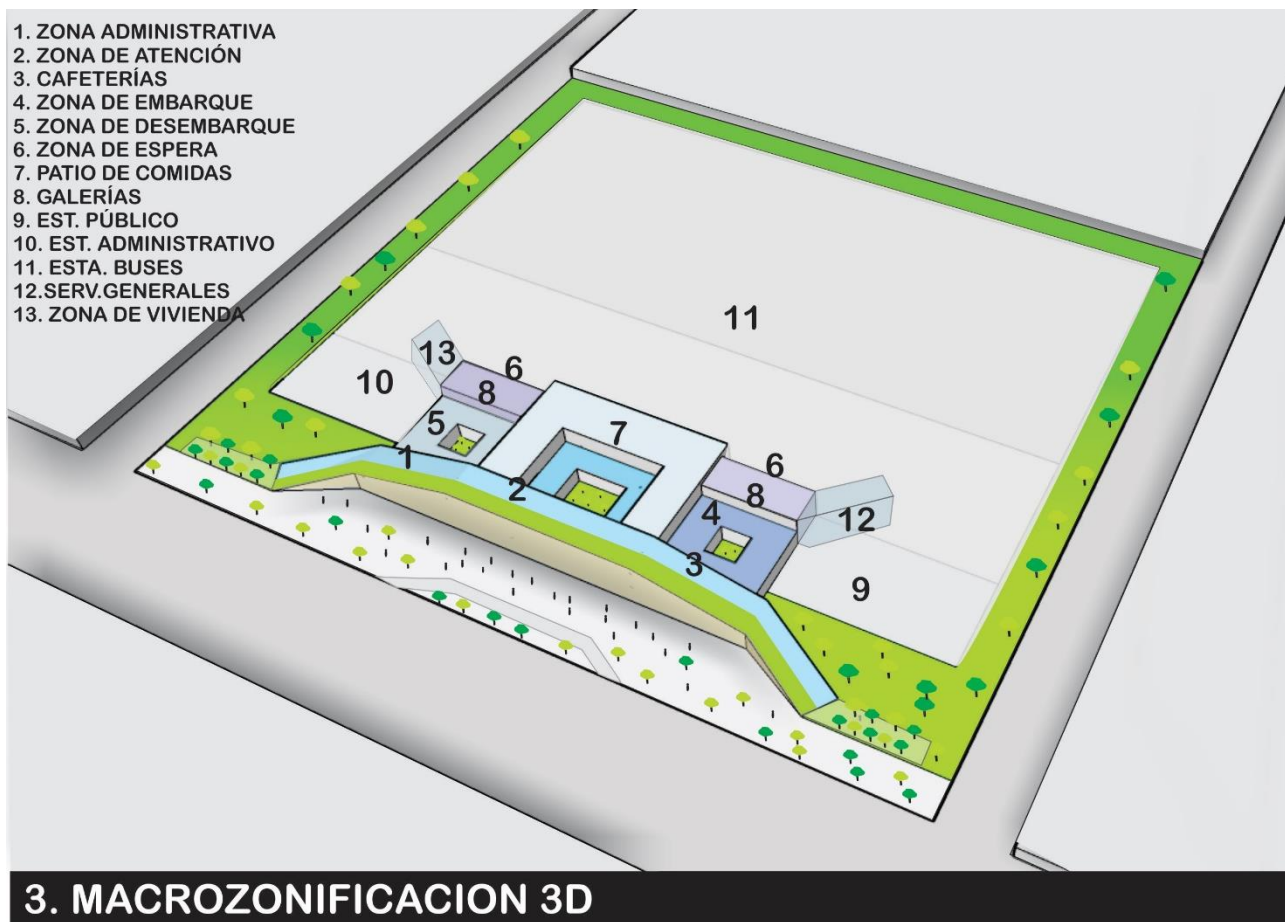 1. ZONA ADMINISTRATIVA
2. ZONA DE ATENCIÓN
3. CAFETERÍAS
4. ZONA DE EMBARQUE
5. ZONA DE DESEMBARQUE
6. ZONA DE ESPERA
7. PATIO DE COMIDAS
8. GALERÍAS
9. EST. PÚBLICO
10. EST. ADMINISTRATIVO
11. ESTA. BUSES
12.SERV.GENERALES
13. ZONA DE VIVIENDA
11
13
6
10
8
5
7
1
6
2
8
4
12
3
9
3. MACROZONIFICACION 3D